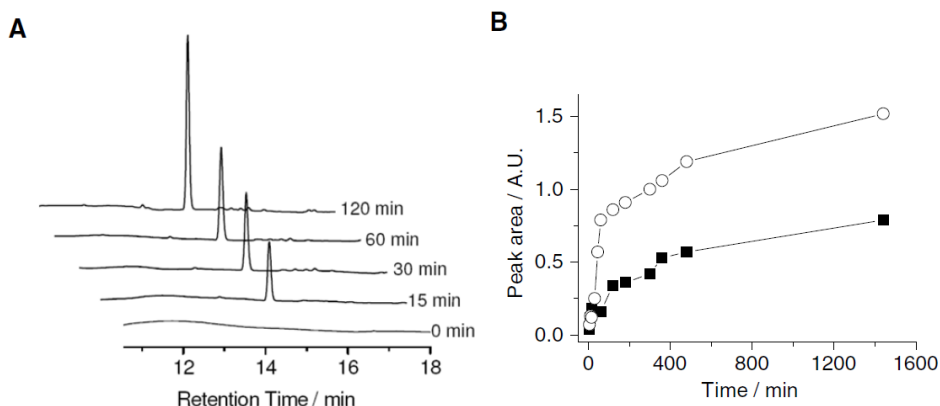 A
120 min
60 min
30 min
15 min
0 min
12 14 16 18
Retention Time / min
B
1.5
1.0
0.5
0.0
Peak area / A.U.
0 400 800 1200 1600
Time / min